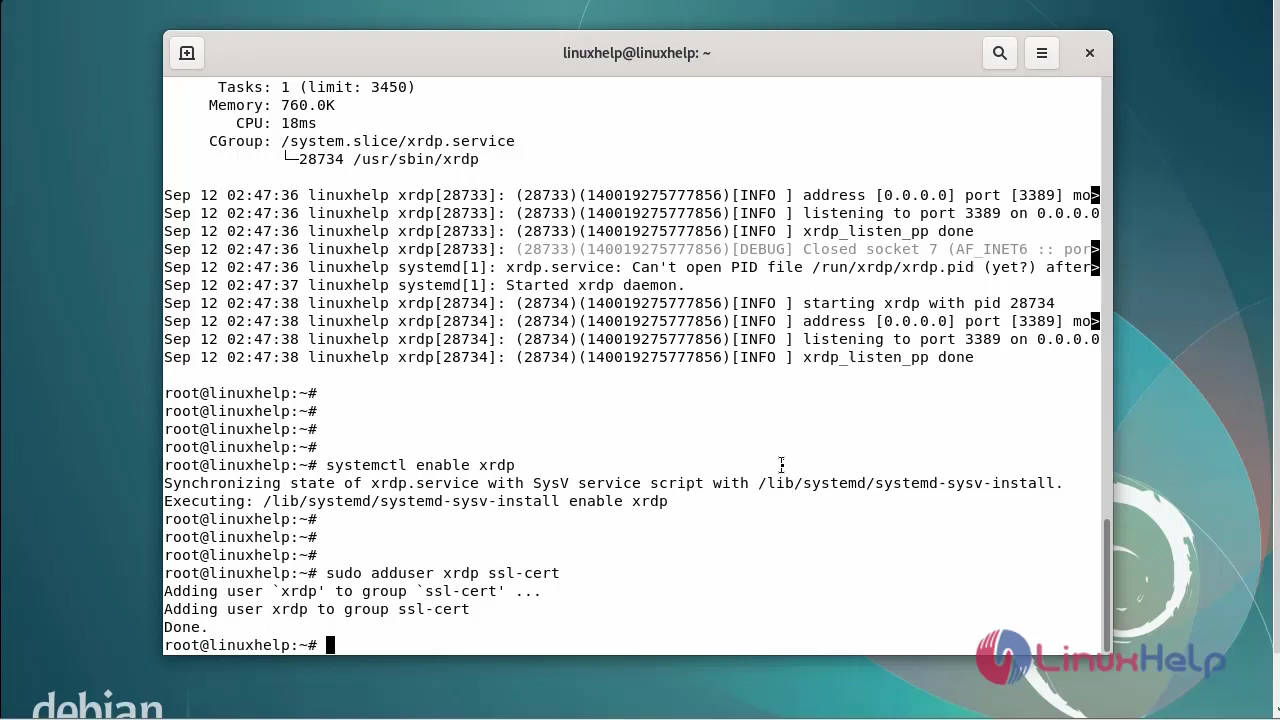 linuxhelp@linuxhelp: ~
Tasks: 1 (limit: 3450)
Memory: 760.0K
CPU: 18ms
CGroup: /system.slice/xrdp.service
└─28734 /usr/sbin/xrdp
Sep 12 02:47:36 linuxhelp xrdp[28733]: (28733)(140019275777856)[INFO ] address [0.0.0.0] port [3389] mo>
Sep 12 02:47:36 linuxhelp xrdp[28733]: (28733)(140019275777856)[INFO ] listening to port 3389 on 0.0.0.0
Sep 12 02:47:36 linuxhelp xrdp[28733]: (28733)(140019275777856)[INFO ] xrdp_listen_pp done
Sep 12 02:47:36 linuxhelp xrdp[28733]: (28733)(140019275777856)[DEBUG] Closed socket 7 (AF_INET6 :: por>
Sep 12 02:47:36 linuxhelp systemd[1]: xrdp.service: Can't open PID file /run/xrdp/xrdp.pid (yet?) after>
Sep 12 02:47:37 linuxhelp systemd[1]: Started xrdp daemon.
Sep 12 02:47:38 linuxhelp xrdp[28734]: (28734)(140019275777856)[INFO ] starting xrdp with pid 28734
Sep 12 02:47:38 linuxhelp xrdp[28734]: (28734)(140019275777856)[INFO ] address [0.0.0.0] port [3389] mo>
Sep 12 02:47:38 linuxhelp xrdp[28734]: (28734)(140019275777856)[INFO ] listening to port 3389 on 0.0.0.0
Sep 12 02:47:38 linuxhelp xrdp[28734]: (28734)(140019275777856)[INFO ] xrdp_listen_pp done
root@linuxhelp:~#
root@linuxhelp:~#
root@linuxhelp:~#
root@linuxhelp:~#
root@linuxhelp:~# systemctl enable xrdp
Synchronizing state of xrdp.service with SysV service script with /lib/systemd/systemd-sysv-install.
Executing: /lib/systemd/systemd-sysv-install enable xrdp
root@linuxhelp:~#
root@linuxhelp:~#
root@linuxhelp:~#
root@linuxhelp:~# sudo adduser xrdp ssl-cert
Adding user `xrdp' to group `ssl-cert' ...
Adding user xrdp to group ssl-cert
Done.
root@linuxhelp:~#
LinuxHelp
debian